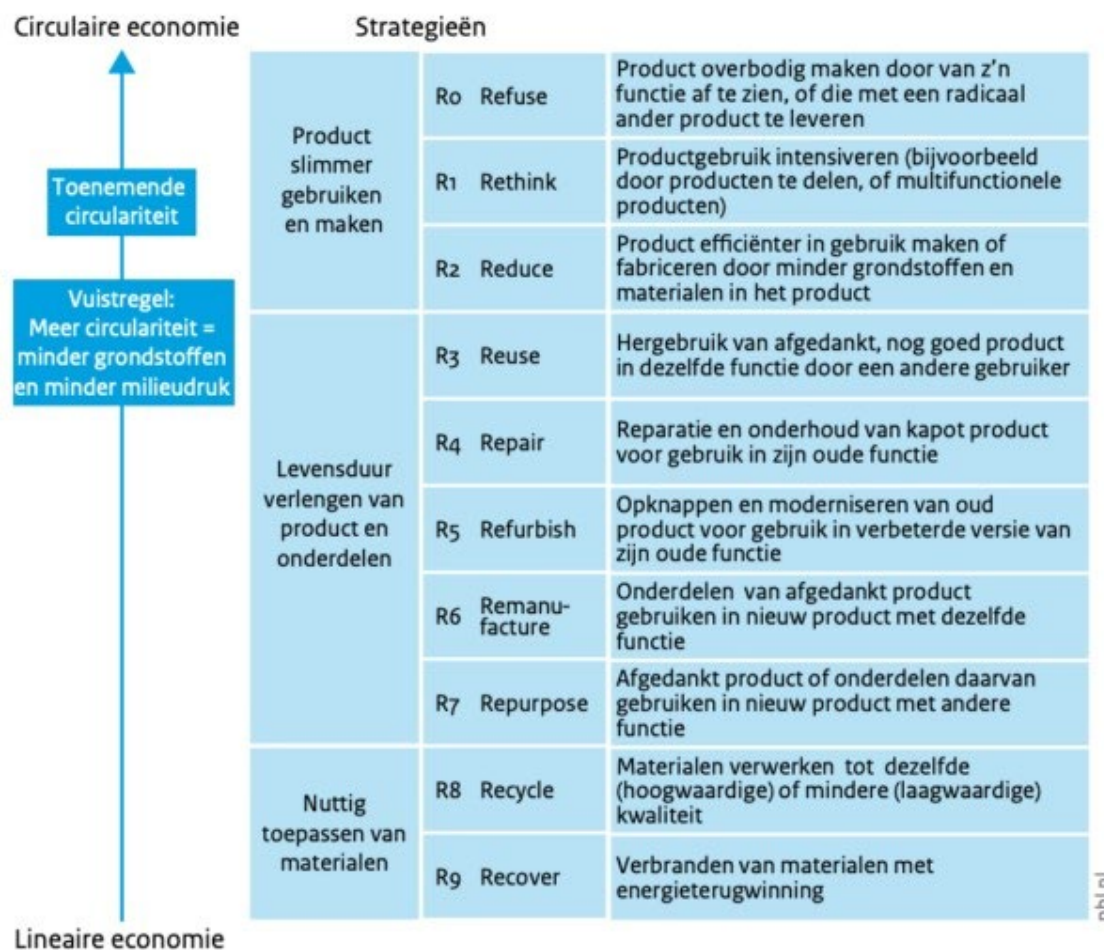 Circulaire economie
Strategieën
Toenemende
circulariteit
Vuistregel:
Meer circulariteit =
minder grondstoffen
en minder milieudruk
Lineaire economie
Product
slimmer
gebruiken
en maken
R0 Refuse
Product overbodig maken door van z'n
functie af te zien, of die met een radicaal
ander product te leveren
R1 Rethink
Productgebruik intensiveren (bijvoorbeeld
door producten te delen, of multifunctionele
producten)
R2 Reduce
Product efficiënter in gebruik maken of
fabriceren door minder grondstoffen en
materialen in het product
Levensduur
verlengen van
product en
onderdelen
R3 Reuse
Hergebruik van afgedankt, nog goed product
in dezelfde functie door een andere gebruiker
R4 Repair
Reparatie en onderhoud van kapot product
voor gebruik in zijn oude functie
R5 Refurbish
Opknappen en moderniseren van oud
product voor gebruik in verbeterde versie van
zijn oude functie
R6 Remanu-
facture
Onderdelen van afgedankt product
gebruiken in nieuw product met dezelfde
functie
R7 Repurpose
Afgedankt product of onderdelen daarvan
gebruiken in nieuw product met andere
functie
Nuttig
toepassen van
materialen
R8 Recycle
Materialen verwerken tot dezelfde
(hoogwaardige) of mindere (laagwaardige)
kwaliteit
R9 Recover
Verbranden van materialen met
energieterugwinning
pbl.nl